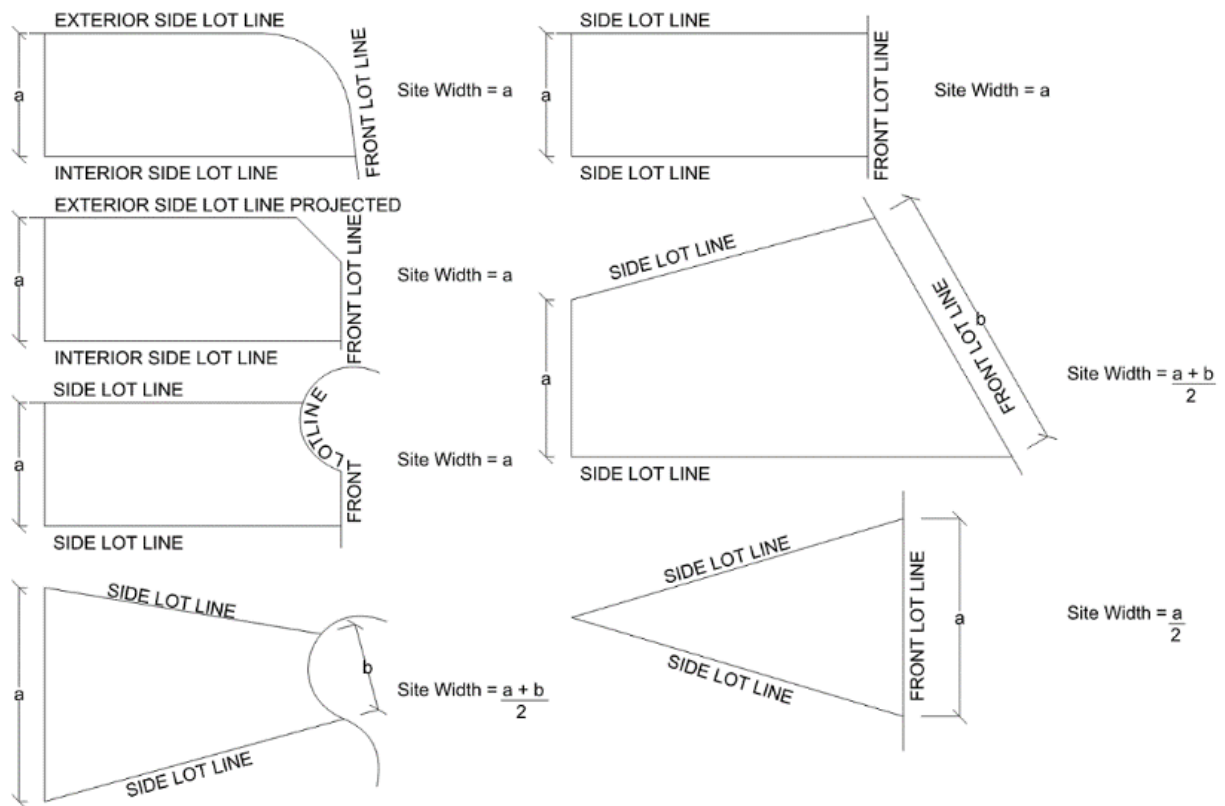 EXTERIOR SIDE LOT LINE
a
FRONT LOT LINE
Site Width = a
INTERIOR SIDE LOT LINE
SIDE LOT LINE
a
FRONT LOT LINE
Site Width = a
SIDE LOT LINE
EXTERIOR SIDE LOT LINE PROJECTED
a
FRONT LOT LINE
Site Width = a
INTERIOR SIDE LOT LINE
SIDE LOT LINE
a
FRONT LOT LINE
b
Site Width = a + b
2
SIDE LOT LINE
SIDE LOT LINE
a
FRONT LOTLINE
Site Width = a
SIDE LOT LINE
SIDE LOT LINE
a
b
Site Width = a + b
2
SIDE LOT LINE
SIDE LOT LINE
FRONT LOT LINE
a
Site Width = a
2
SIDE LOT LINE